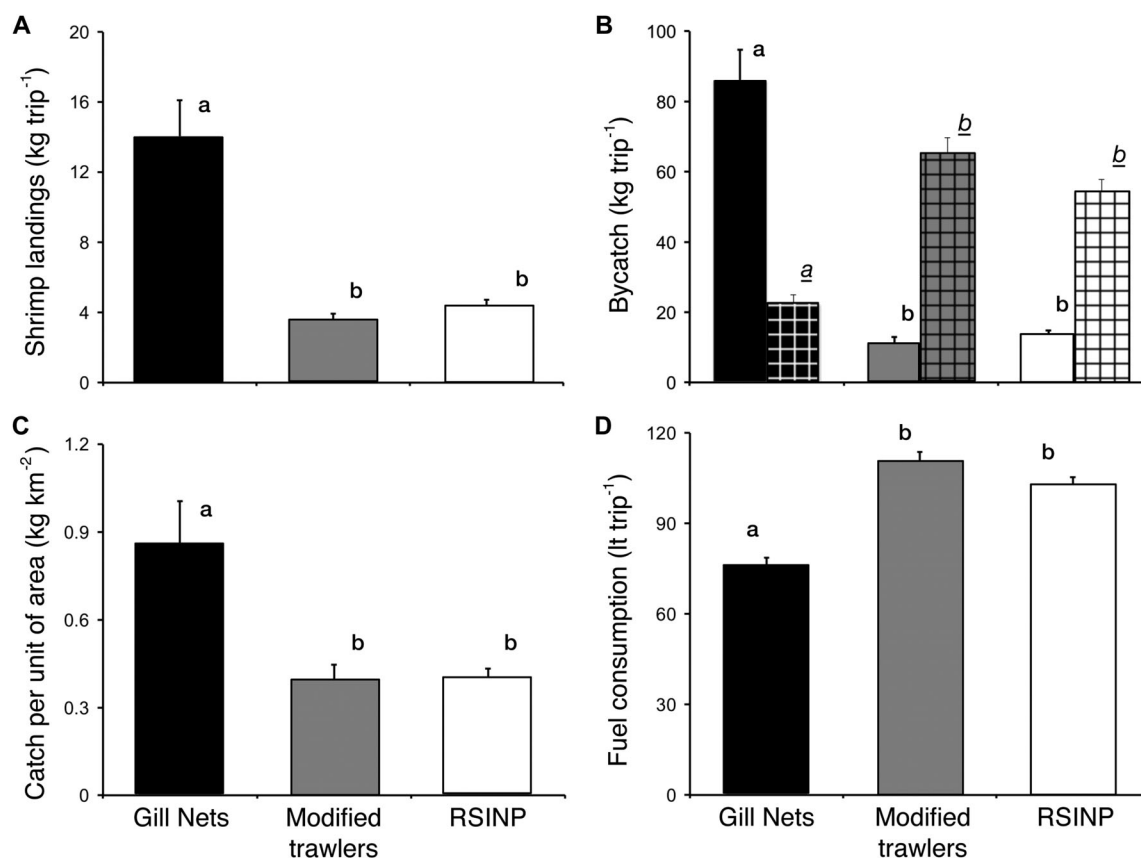 A
Shrimp landings (kg trip-1)
20
16
12
8
4
0
a
b
b
B
Bycatch (kg trip-1)
100
80
60
40
20
0
a
a
b
b
b
b
C
Catch per unit of area (kg km-2)
1.2
0.9
0.6
0.3
0
a
b
b
Gill Nets
Modified
trawlers
RSINP
D
Fuel consumption (lt trip-1)
120
90
60
30
0
a
b
b
Gill Nets
Modified
trawlers
RSINP